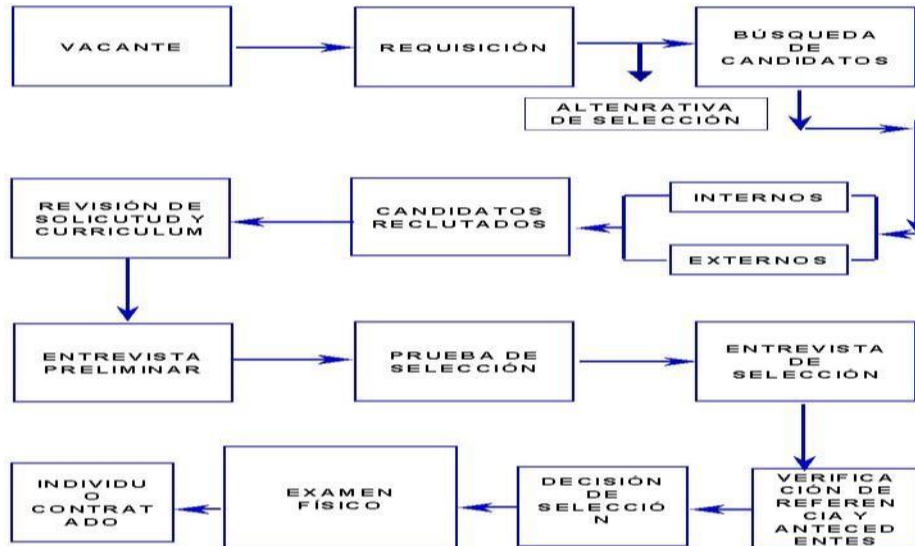 VACANTE
REQUISICIÓN
BÚSQUEDA
DE
CANDIDATOS
ALTENRATIVA
DE SELECCIÓN
REVISIÓN DE
SOLICUTUD Y
CURRICULUM
CANDIDATOS
RECLUTADOS
INTERNOS
EXTERNOS
ENTREVISTA
PRELIMINAR
PRUEBA DE
SELECCIÓN
ENTREVISTA
DE
SELECCIÓN
INDIVIDU
O
CONTRAT
ADO
EXAMEN
FÍSICO
DECISIÓN
DE
SELECCIÓ
N
VERIFICA
CIÓN DE
REFEREN
CIA Y
ANTECED
ENTES